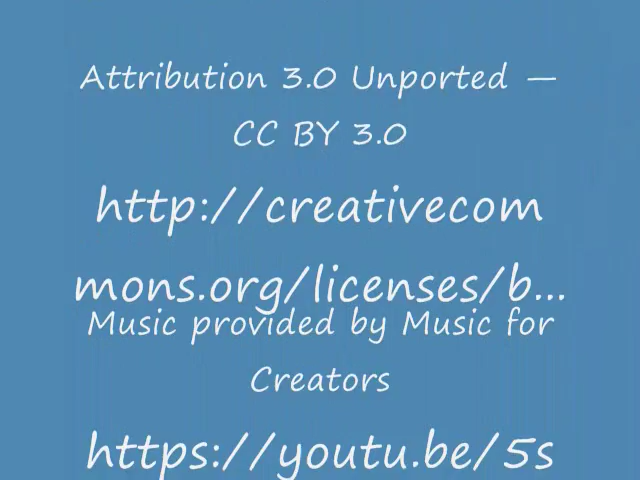 Attribution 3.0 Unported —
CC BY 3.0
http://creativecom
mons.org/licenses/b...
Music provided by Music for
Creators
https://youtu.be/5s